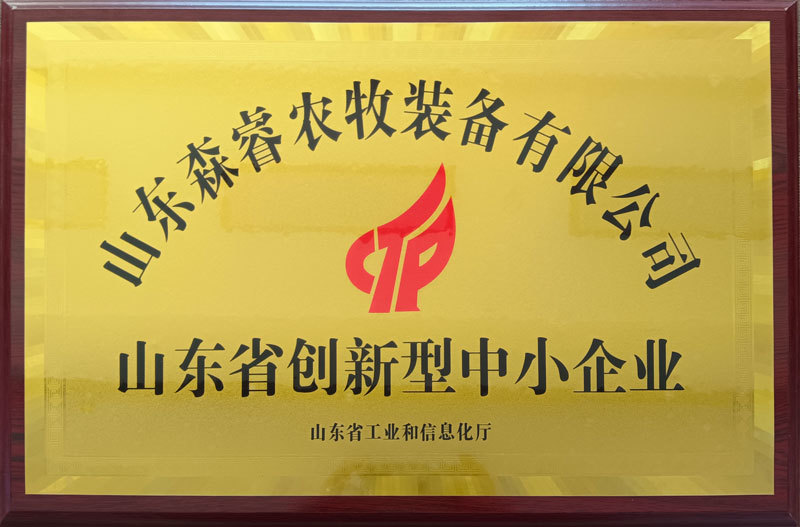 山东森睿农牧装备有限公司
山东省创新型中小企业
山东省工业和信息化厅